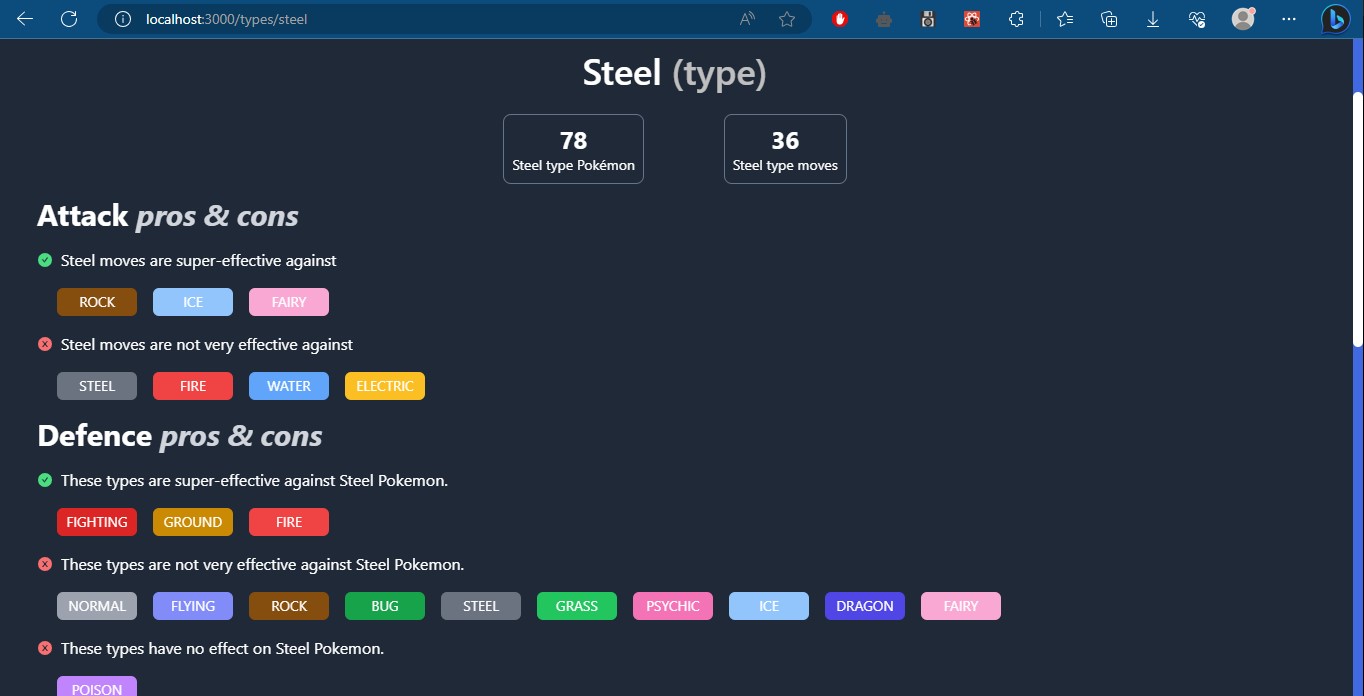 localhost:3000/types/steel
Steel (type)
78
Steel type Pokémon
36
Steel type moves
Attack pros & cons
Steel moves are super-effective against
ROCK ICE FAIRY
Steel moves are not very effective against
STEEL FIRE WATER ELECTRIC
Defence pros & cons
These types are super-effective against Steel Pokemon.
FIGHTING GROUND FIRE
These types are not very effective against Steel Pokemon.
NORMAL FLYING ROCK BUG STEEL GRASS PSYCHIC ICE DRAGON FAIRY
These types have no effect on Steel Pokemon.
POISON